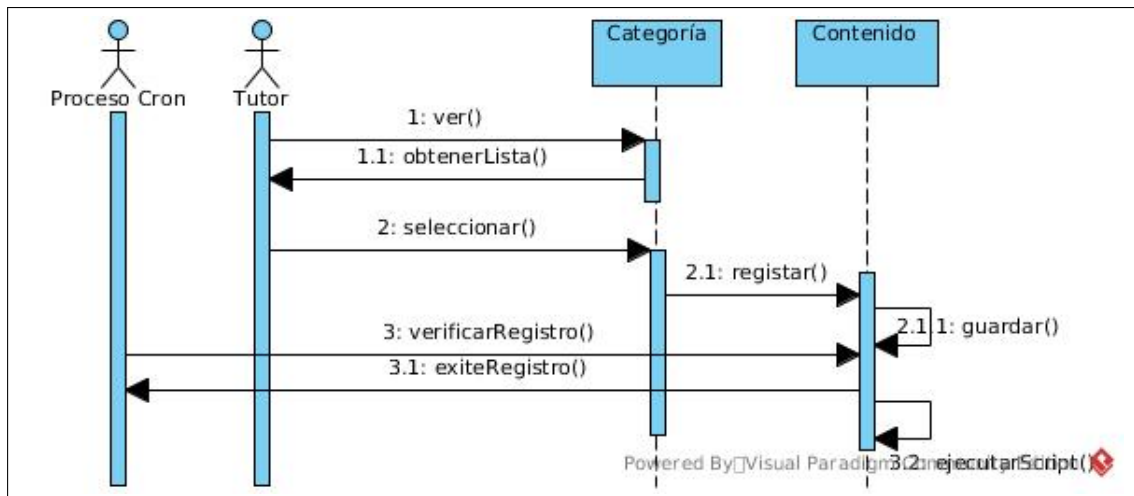 Categoría
Contenido
Proceso Cron
Tutor
1: ver()
1.1: obtenerLista()
2: seleccionar()
2.1: registar()
2.1.1: guardar()
3: verificarRegistro()
3.1: exiteRegistro()
Powered By Visual Paradigm
3.2: ejecutarScript()